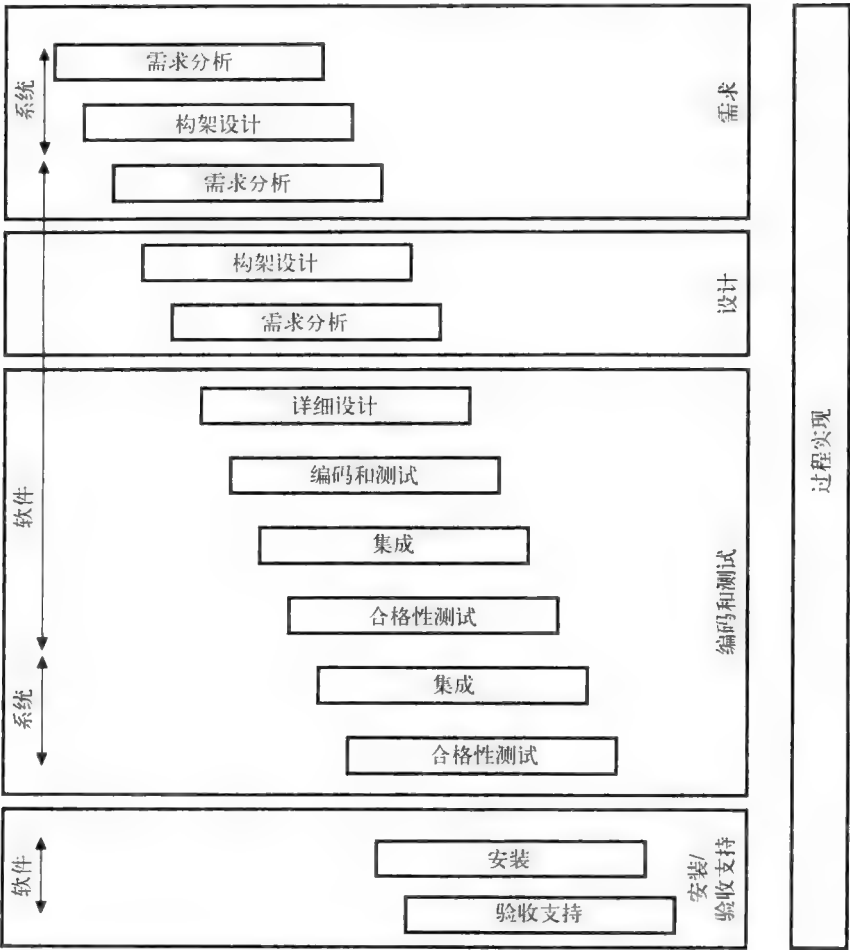 系统
需求分析
构架设计
需求分析
需求
构架设计
需求分析
设计
软件
详细设计
编码和测试
集成
合格性测试
编码和测试
系统
集成
合格性测试
软件
安装
验收支持
安装/
验收支持
过程实现